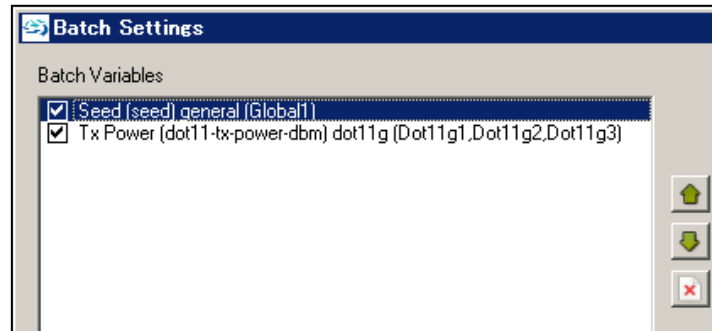 Batch Settings
Batch Variables
Seed (seed) general (Global1)
Tx Power (dot11-tx-power-dbm) dot11g (Dot11g1,Dot11g2,Dot11g3)